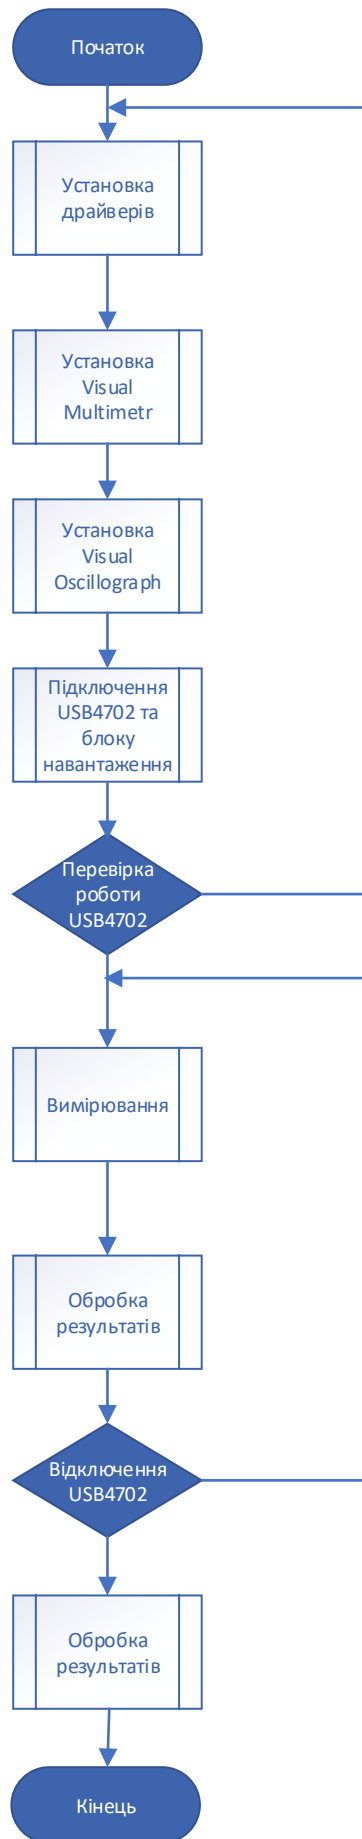 Початок
Установка
драйверів
Установка
Visual
Multimetr
Установка
Visual
Oscillograph
Підключення
USB4702 та
блоку
навантаження
Перевірка
роботи
USB4702
Вимірювання
Обробка
результатів
Відключення
USB4702
Обробка
результатів
Кінець